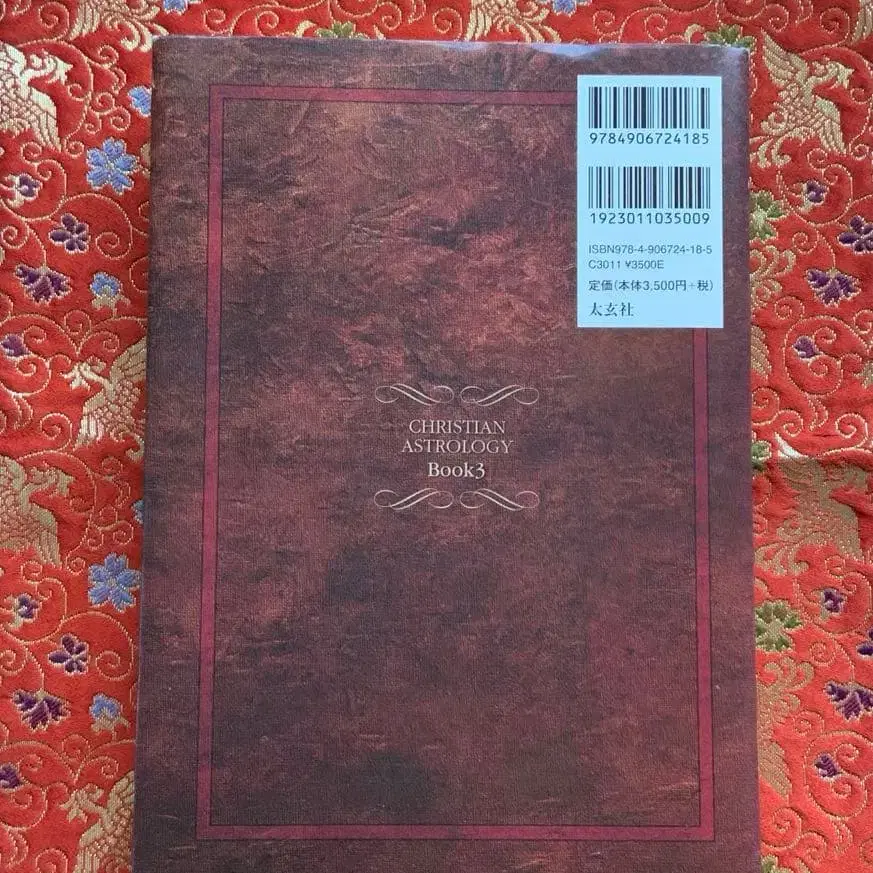 9784906724185
1923011035009
ISBN978-4-906724-18-5
C3011 ¥3500E
定価(本体3,500円+税)
太玄社
CHRISTIAN
ASTROLOGY
Book3